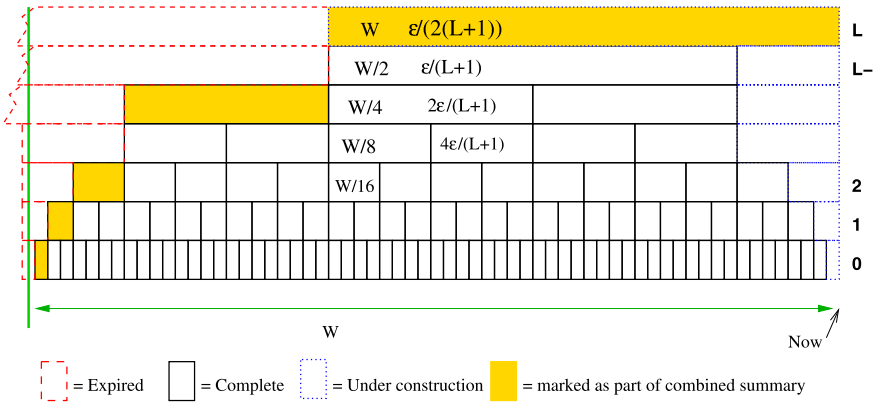 W ε/(2(L+1)) L
W/2 ε/(L+1) L−
W/4 2ε/(L+1)
W/8 4ε/(L+1)
W/16 2
1
0
W
Now
= Expired = Complete = Under construction = marked as part of combined summary